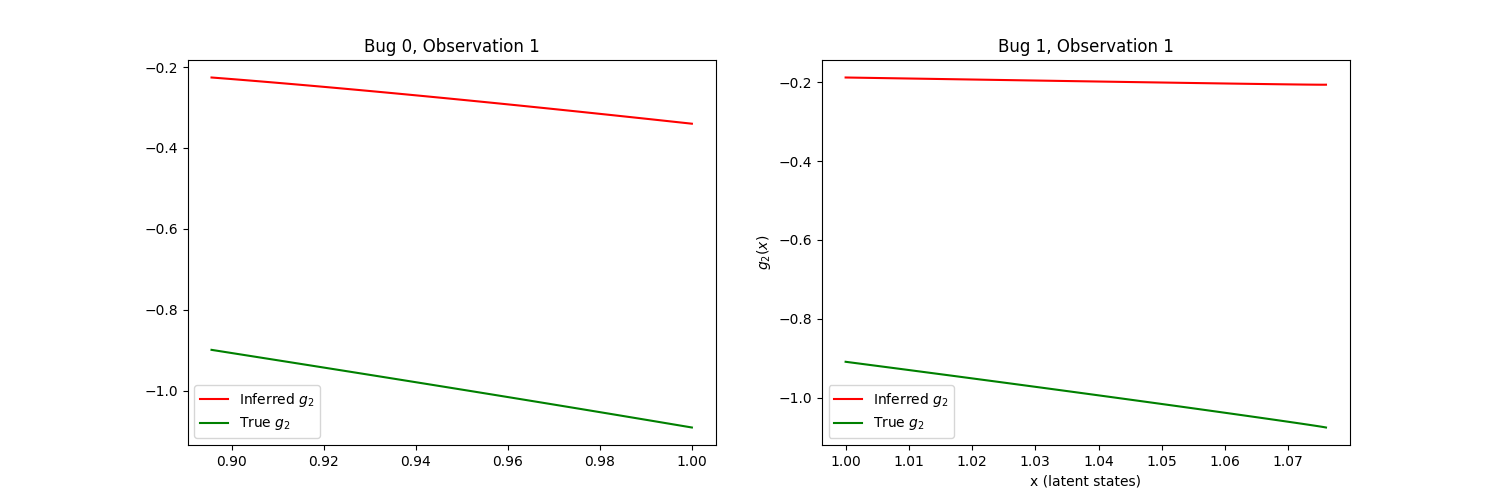 Bug 0, Observation 1
−0.2
−0.4
−0.6
−0.8
−1.0
Inferred g₂
True g₂
0.90 0.92 0.94 0.96 0.98 1.00
Bug 1, Observation 1
g₂(x)
−0.2
−0.4
−0.6
−0.8
−1.0
Inferred g₂
True g₂
1.00 1.01 1.02 1.03 1.04 1.05 1.06 1.07
x (latent states)